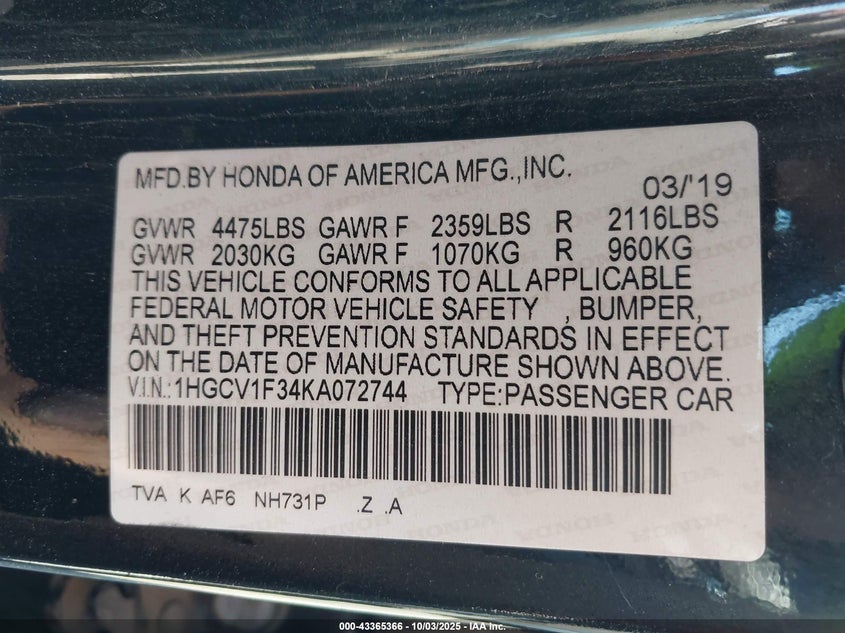 MFD.BY HONDA OF AMERICA MFG.,INC. 03/'19
GVWR 4475LBS GAWR F 2359LBS R 2116LBS
GVWR 2030KG GAWR F 1070KG R 960KG
THIS VEHICLE CONFORMS TO ALL APPLICABLE
FEDERAL MOTOR VEHICLE SAFETY , BUMPER,
AND THEFT PREVENTION STANDARDS IN EFFECT
ON THE DATE OF MANUFACTURE SHOWN ABOVE.
V.I.N.:1HGCV1F34KA072744 TYPE:PASSENGER CAR
TVA K AF6 NH731P .Z .A
000-43365366 - 10/03/2025 - IAA Inc.